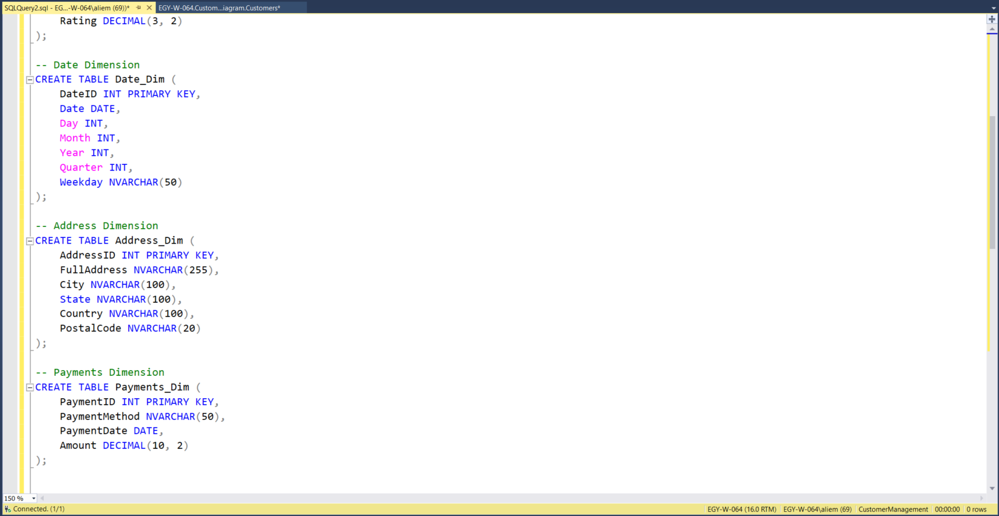 SQLQuery2.sql - EG...-W-064\aliem (69))* EGY-W-064.Custom...iagram.Customers*
Rating DECIMAL(3, 2)
);
-- Date Dimension
CREATE TABLE Date_Dim (
DateID INT PRIMARY KEY,
Date DATE,
Day INT,
Month INT,
Year INT,
Quarter INT,
Weekday NVARCHAR(50)
);
-- Address Dimension
CREATE TABLE Address_Dim (
AddressID INT PRIMARY KEY,
FullAddress NVARCHAR(255),
City NVARCHAR(100),
State NVARCHAR(100),
Country NVARCHAR(100),
PostalCode NVARCHAR(20)
);
-- Payments Dimension
CREATE TABLE Payments_Dim (
PaymentID INT PRIMARY KEY,
PaymentMethod NVARCHAR(50),
PaymentDate DATE,
Amount DECIMAL(10, 2)
);
150 %
Connected. (1/1) EGY-W-064 (16.0 RTM) EGY-W-064\aliem (69) CustomerManagement 00:00:00 0 rows